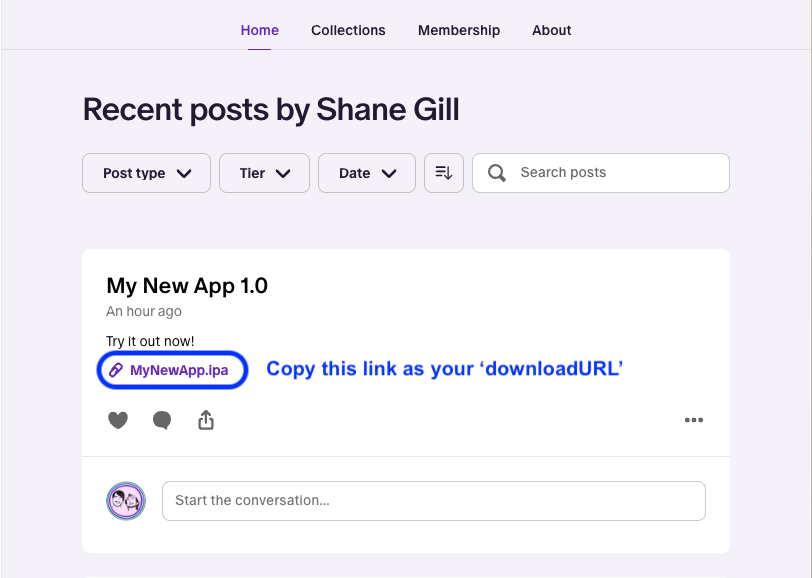 Home Collections Membership About
Recent posts by Shane Gill
Post type Tier Date Search posts
My New App 1.0
An hour ago
Try it out now!
MyNewApp.ipa Copy this link as your ‘downloadURL’
Start the conversation...